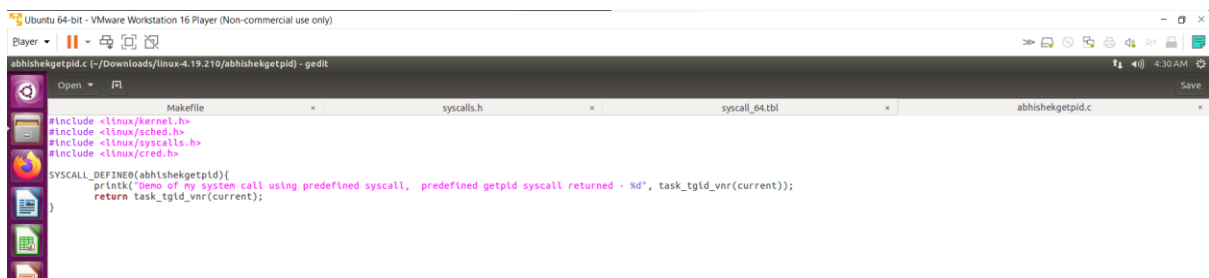 Ubuntu 64-bit - VMware Workstation 16 Player (Non-commercial use only)
Player
abhishekgetpid.c (~/Downloads/linux-4.19.210/abhishekgetpid) - gedit
4:30 AM
Open
Save
Makefile × syscalls.h × syscall_64.tbl × abhishekgetpid.c ×
#include <linux/kernel.h>
#include <linux/sched.h>
#include <linux/syscalls.h>
#include <linux/cred.h>
SYSCALL_DEFINE0(abhishekgetpid){
printk("Demo of my system call using predefined syscall,  predefined getpid syscall returned - %d", task_tgid_vnr(current));
return task_tgid_vnr(current);
}